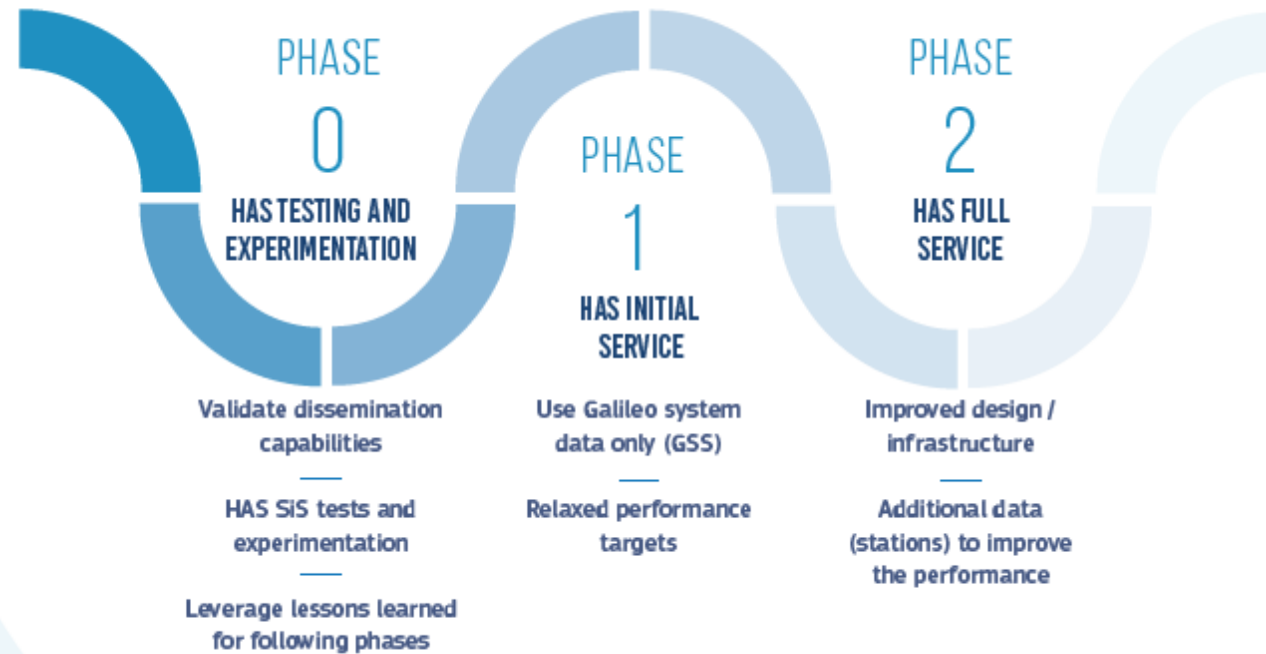 PHASE
0
HAS TESTING AND
EXPERIMENTATION
Validate dissemination
capabilities
HAS SiS tests and
experimentation
Leverage lessons learned
for following phases
PHASE
1
HAS INITIAL
SERVICE
Use Galileo system
data only (GSS)
Relaxed performance
targets
PHASE
2
HAS FULL
SERVICE
Improved design /
infrastructure
Additional data
(stations) to improve
the performance